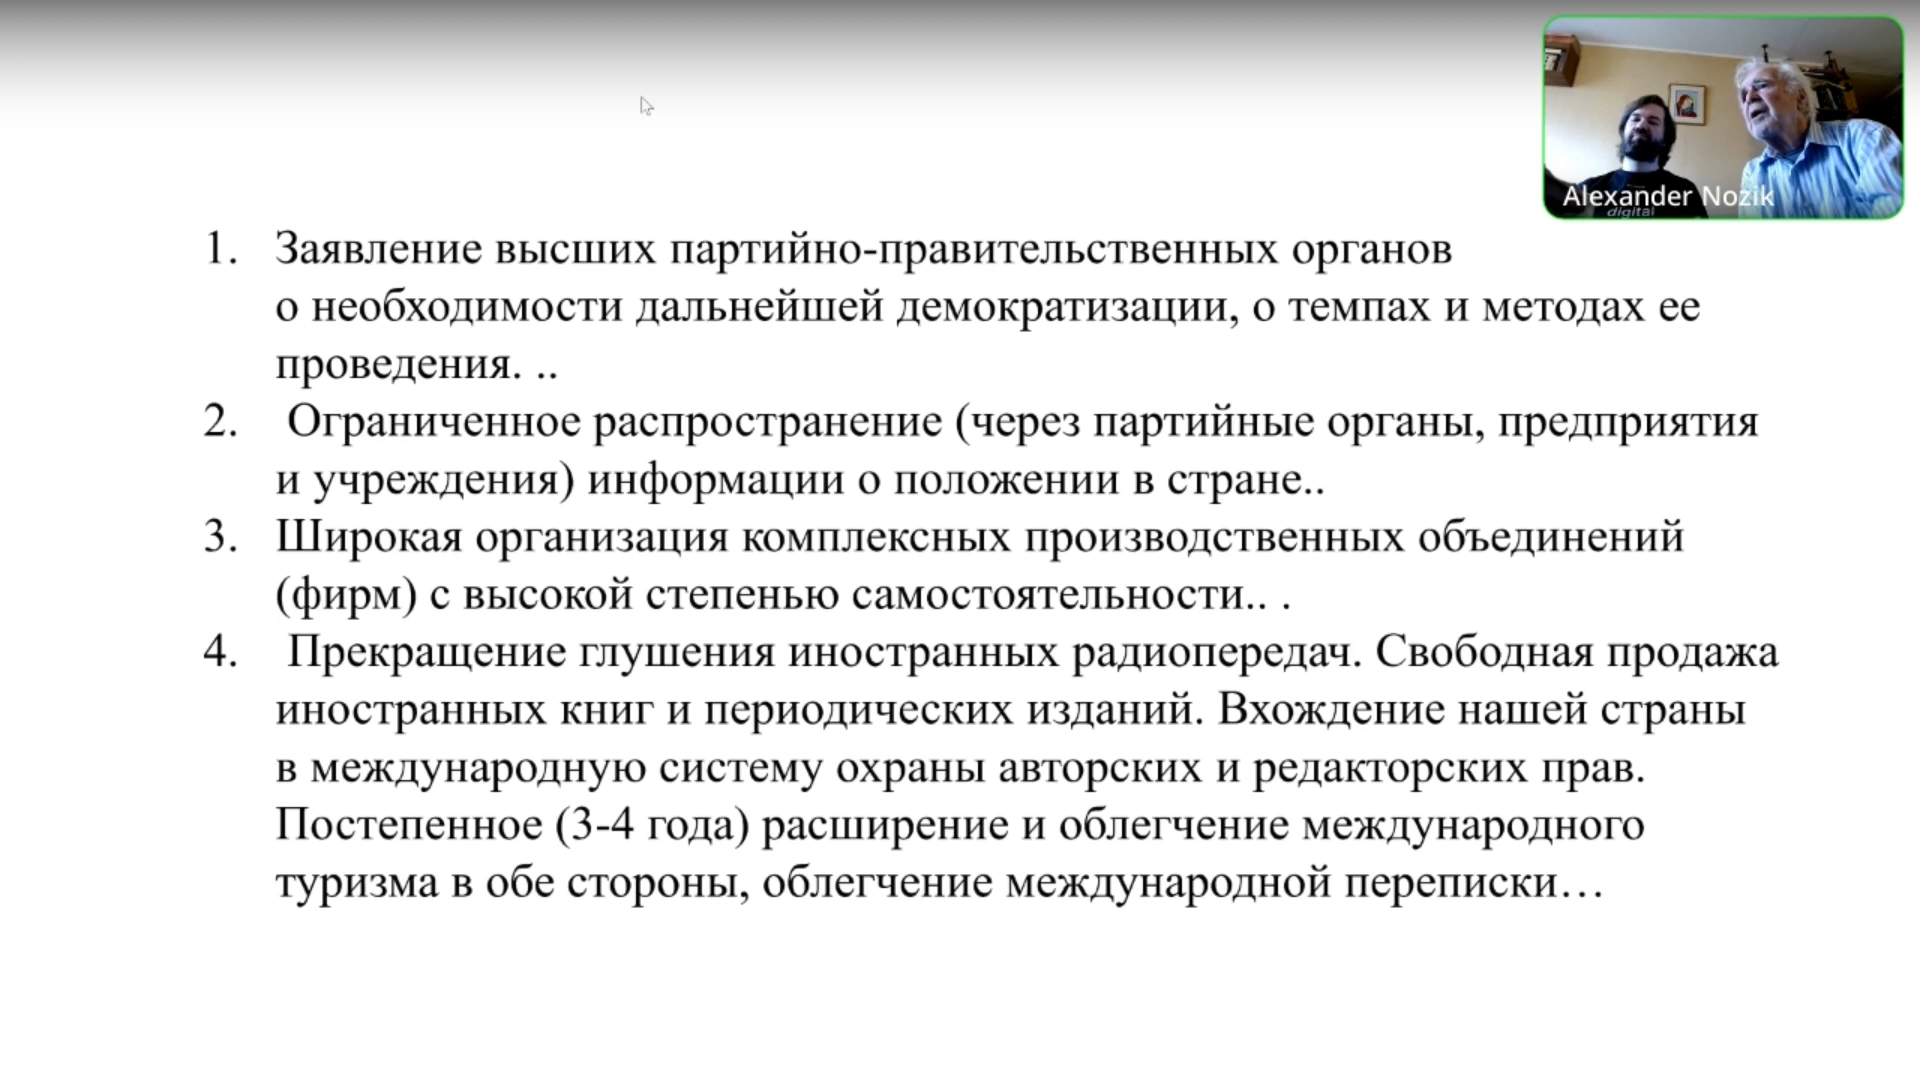 Alexander Nozik
digital
1. Заявление высших партийно-правительственных органов
о необходимости дальнейшей демократизации, о темпах и методах ее
проведения. ..
2. Ограниченное распространение (через партийные органы, предприятия
и учреждения) информации о положении в стране..
3. Широкая организация комплексных производственных объединений
(фирм) с высокой степенью самостоятельности.. .
4. Прекращение глушения иностранных радиопередач. Свободная продажа
иностранных книг и периодических изданий. Вхождение нашей страны
в международную систему охраны авторских и редакторских прав.
Постепенное (3-4 года) расширение и облегчение международного
туризма в обе стороны, облегчение международной переписки…